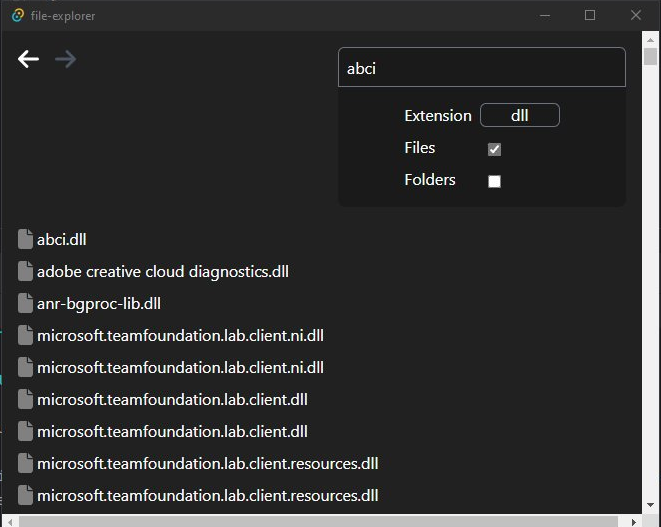 file-explorer
abci
Extension dll
Files
Folders
abci.dll
adobe creative cloud diagnostics.dll
anr-bgproc-lib.dll
microsoft.teamfoundation.lab.client.ni.dll
microsoft.teamfoundation.lab.client.ni.dll
microsoft.teamfoundation.lab.client.dll
microsoft.teamfoundation.lab.client.dll
microsoft.teamfoundation.lab.client.resources.dll
microsoft.teamfoundation.lab.client.resources.dll